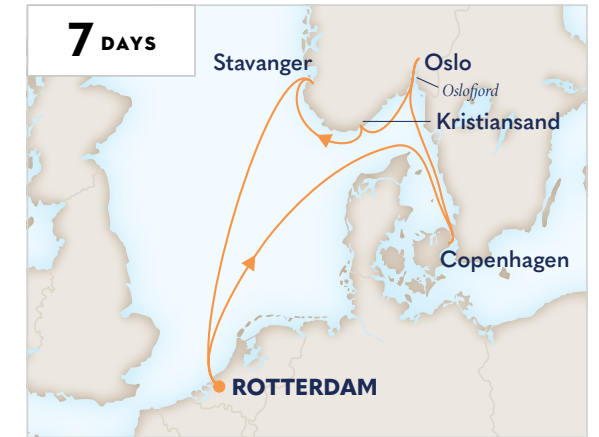 7 DAYS
Stavanger
Oslo
Oslofjord
Kristiansand
Copenhagen
ROTTERDAM